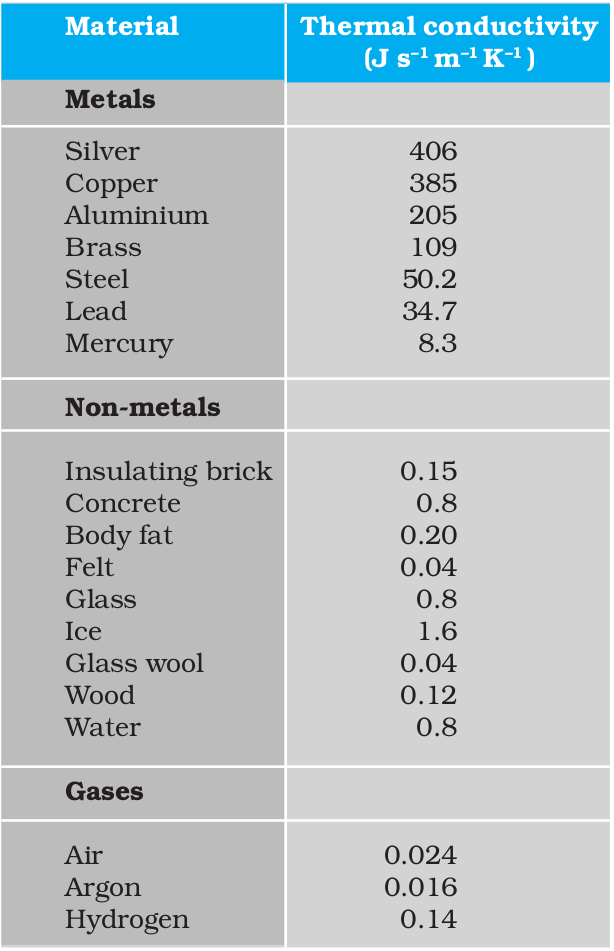 Material Thermal conductivity
(J s⁻¹ m⁻¹ K⁻¹ )
Metals
Silver 406
Copper 385
Aluminium 205
Brass 109
Steel 50.2
Lead 34.7
Mercury 8.3
Non-metals
Insulating brick 0.15
Concrete 0.8
Body fat 0.20
Felt 0.04
Glass 0.8
Ice 1.6
Glass wool 0.04
Wood 0.12
Water 0.8
Gases
Air 0.024
Argon 0.016
Hydrogen 0.14